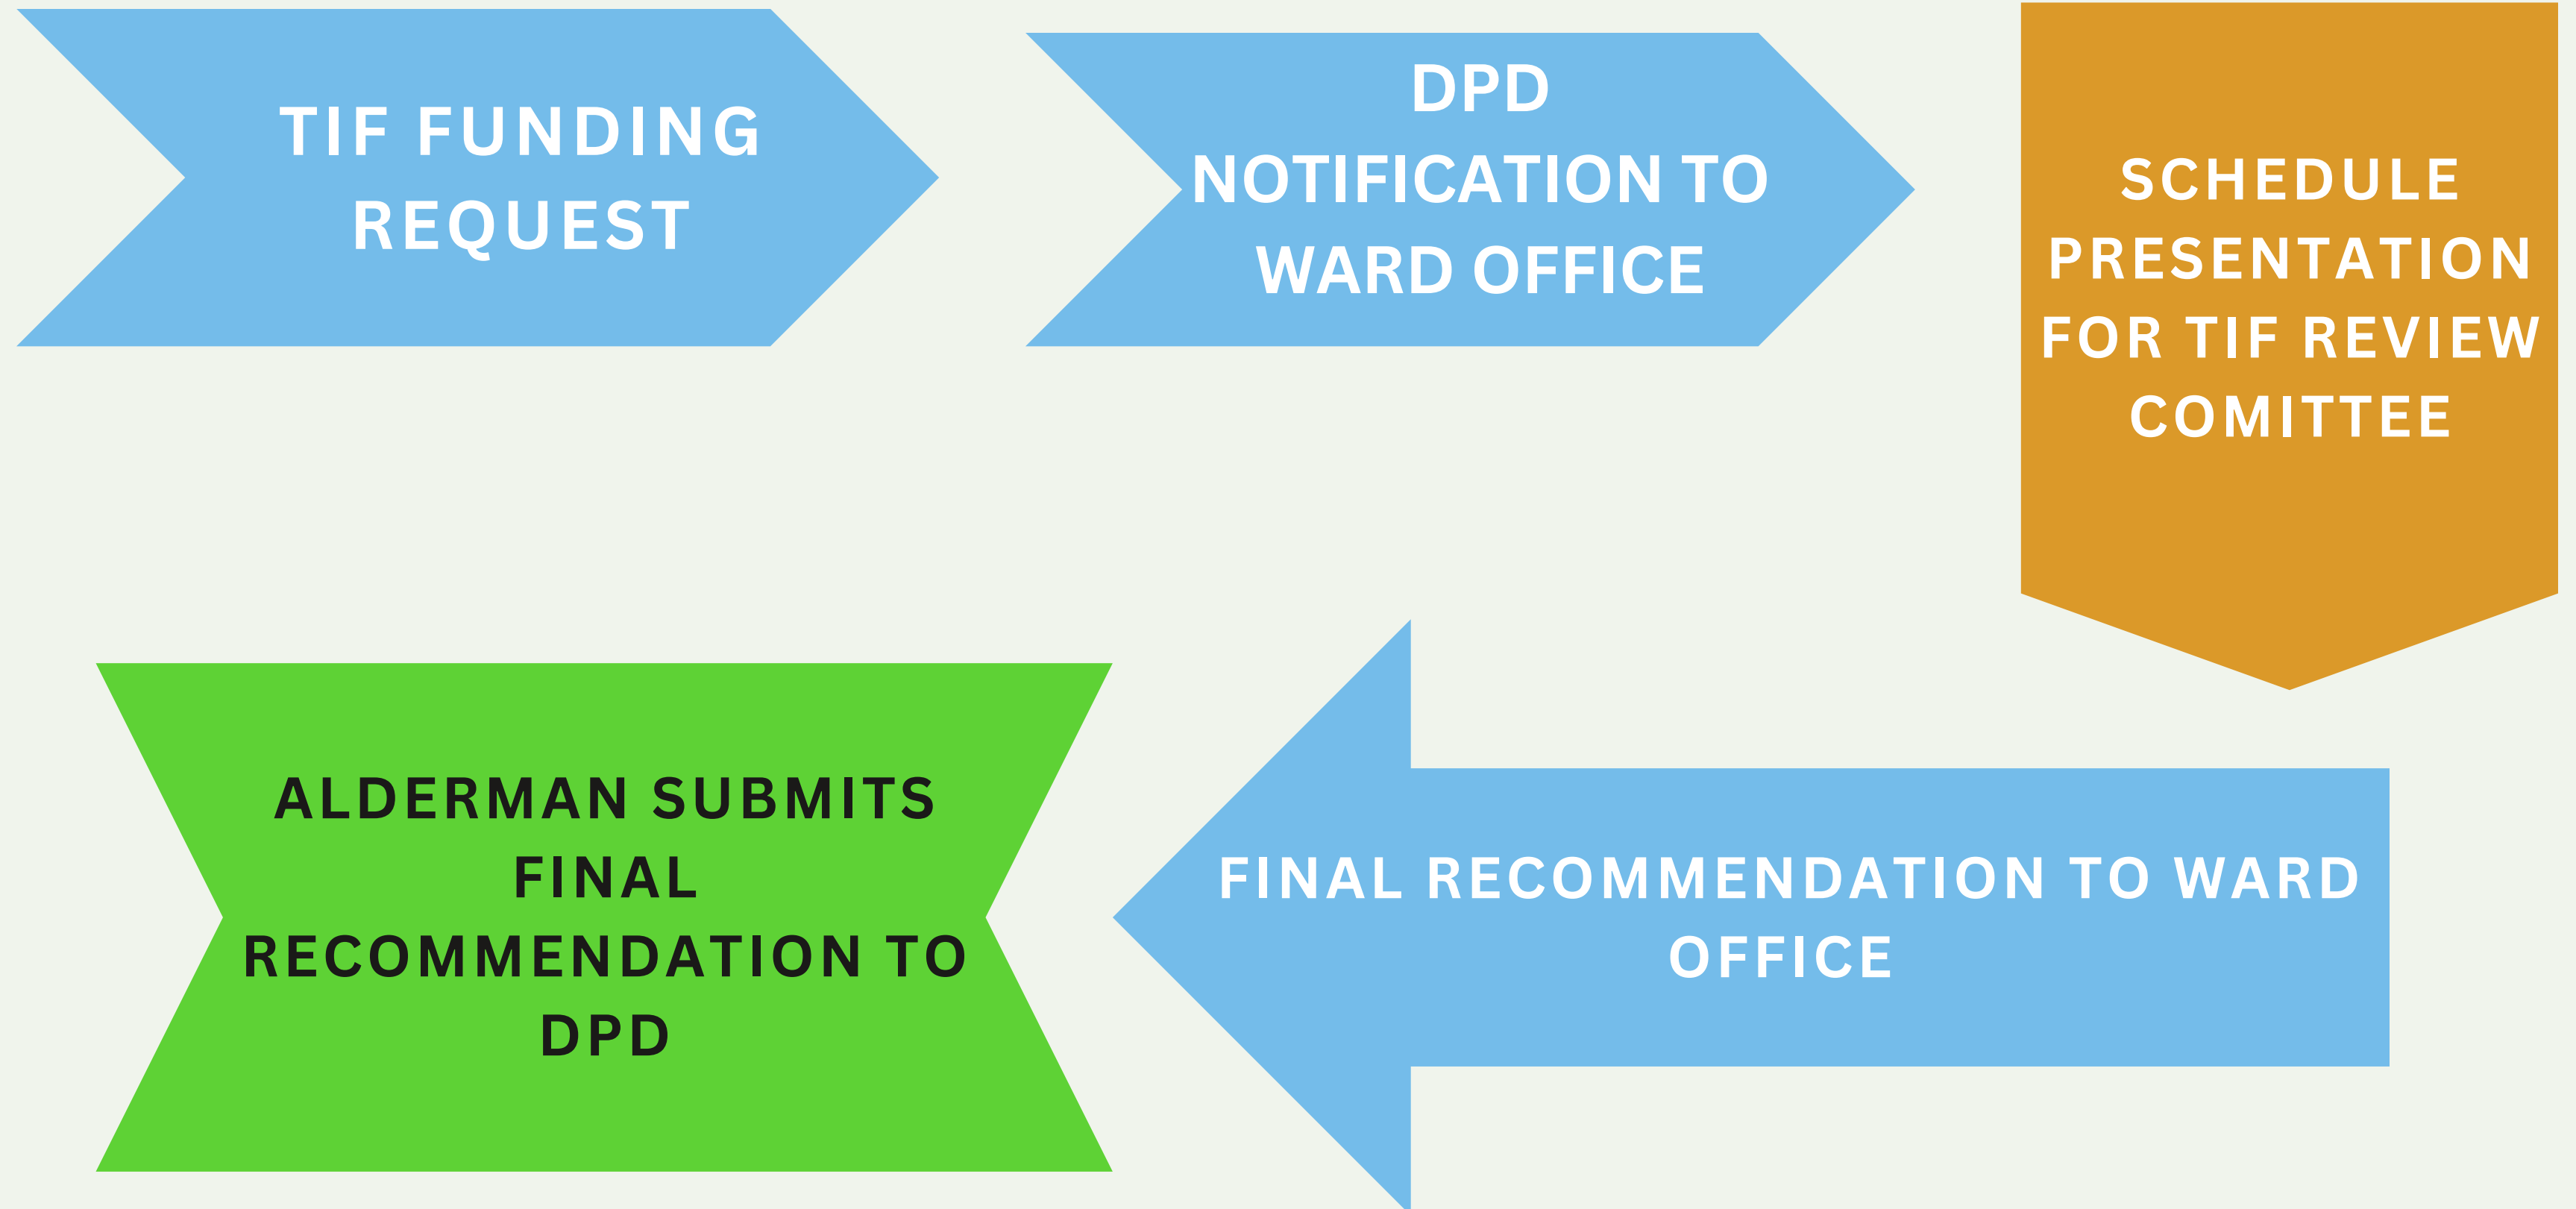 TIF FUNDING
REQUEST
DPD
NOTIFICATION TO
WARD OFFICE
SCHEDULE
PRESENTATION
FOR TIF REVIEW
COMITTEE
FINAL RECOMMENDATION TO WARD
OFFICE
ALDERMAN SUBMITS
FINAL
RECOMMENDATION TO
DPD